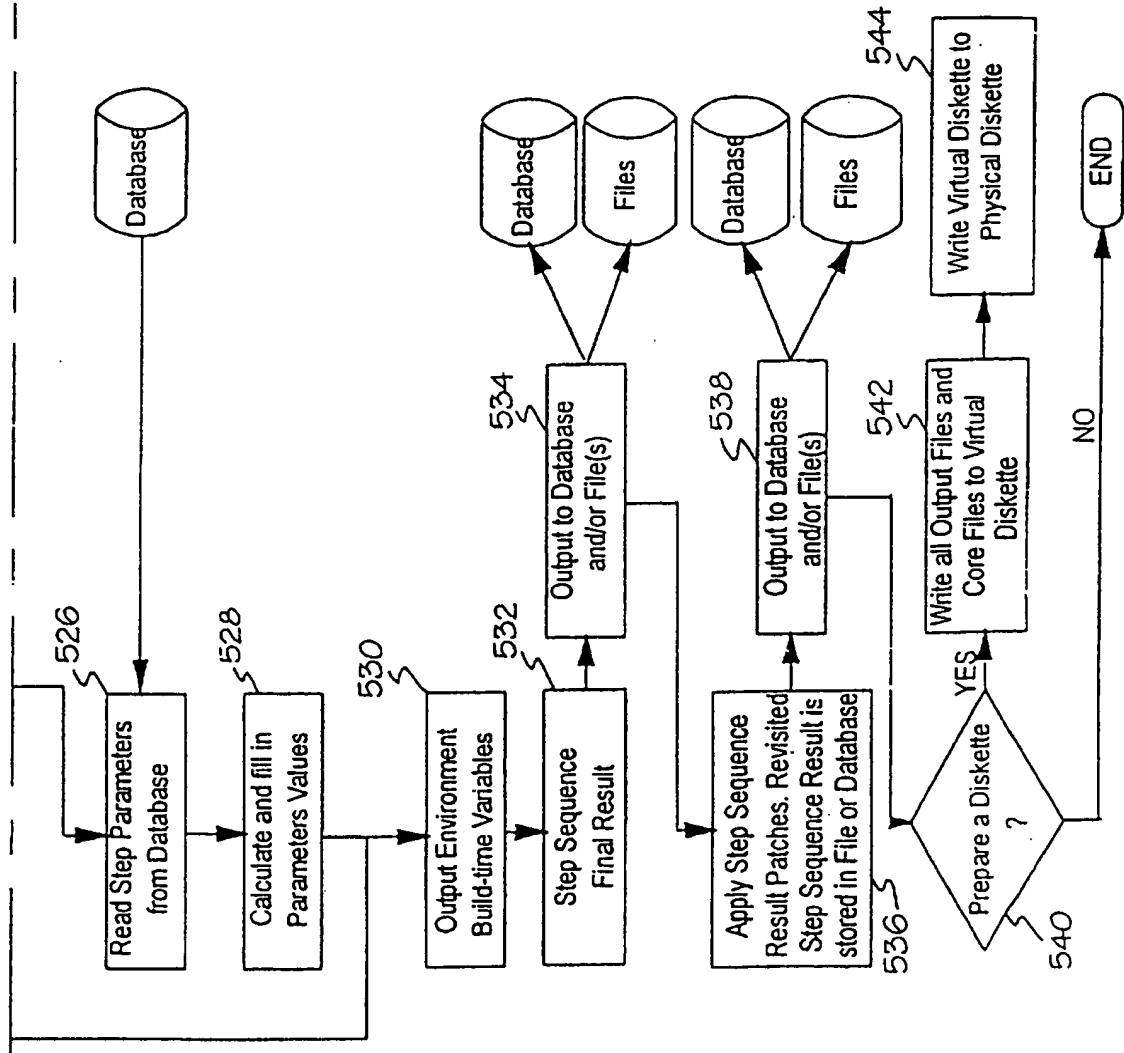 526
Read Step Parameters
from Database
Database
528
Calculate and fill in
Parameters Values
530
Output Environment
Build-time Variables
532
Step Sequence
Final Result
534
Output to Database
and/or File(s)
Database
Files
Apply Step Sequence
Result Patches. Revisited
Step Sequence Result is
stored in File or Database
536
538
Output to Database
and/or File(s)
Database
Files
Prepare a Diskette
?
540
YES
542
Write all Output Files and
Core Files to Virtual
Diskette
544
Write Virtual Diskette to
Physical Diskette
NO
END